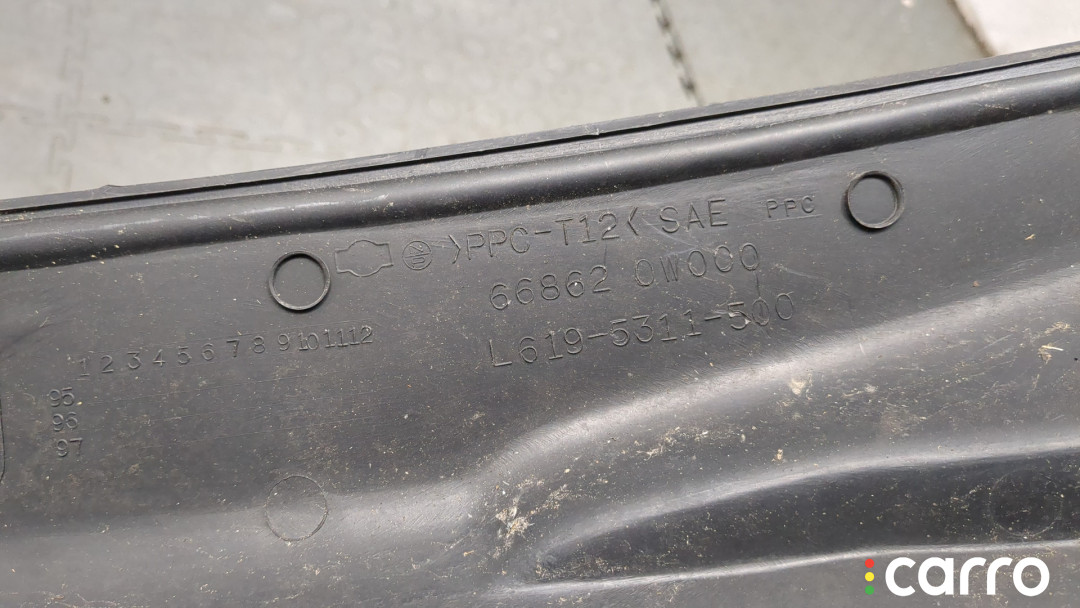 >PPC-T12< SAE PPC
66862 0W000
L619-5311-500
1 2 3 4 5 6 7 8 9 10 11 12
95
96
97
carro